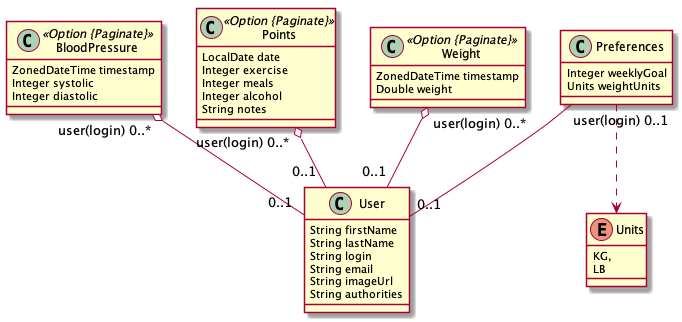 C «Option {Paginate}»
BloodPressure
ZonedDateTime timestamp
Integer systolic
Integer diastolic
C «Option {Paginate}»
Points
LocalDate date
Integer exercise
Integer meals
Integer alcohol
String notes
C «Option {Paginate}»
Weight
ZonedDateTime timestamp
Double weight
C Preferences
Integer weeklyGoal
Units weightUnits
user(login) 0..*
user(login) 0..*
user(login) 0..*
user(login) 0..1
0..1
0..1
0..1
0..1
C User
String firstName
String lastName
String login
String email
String imageUrl
String authorities
E Units
KG,
LB